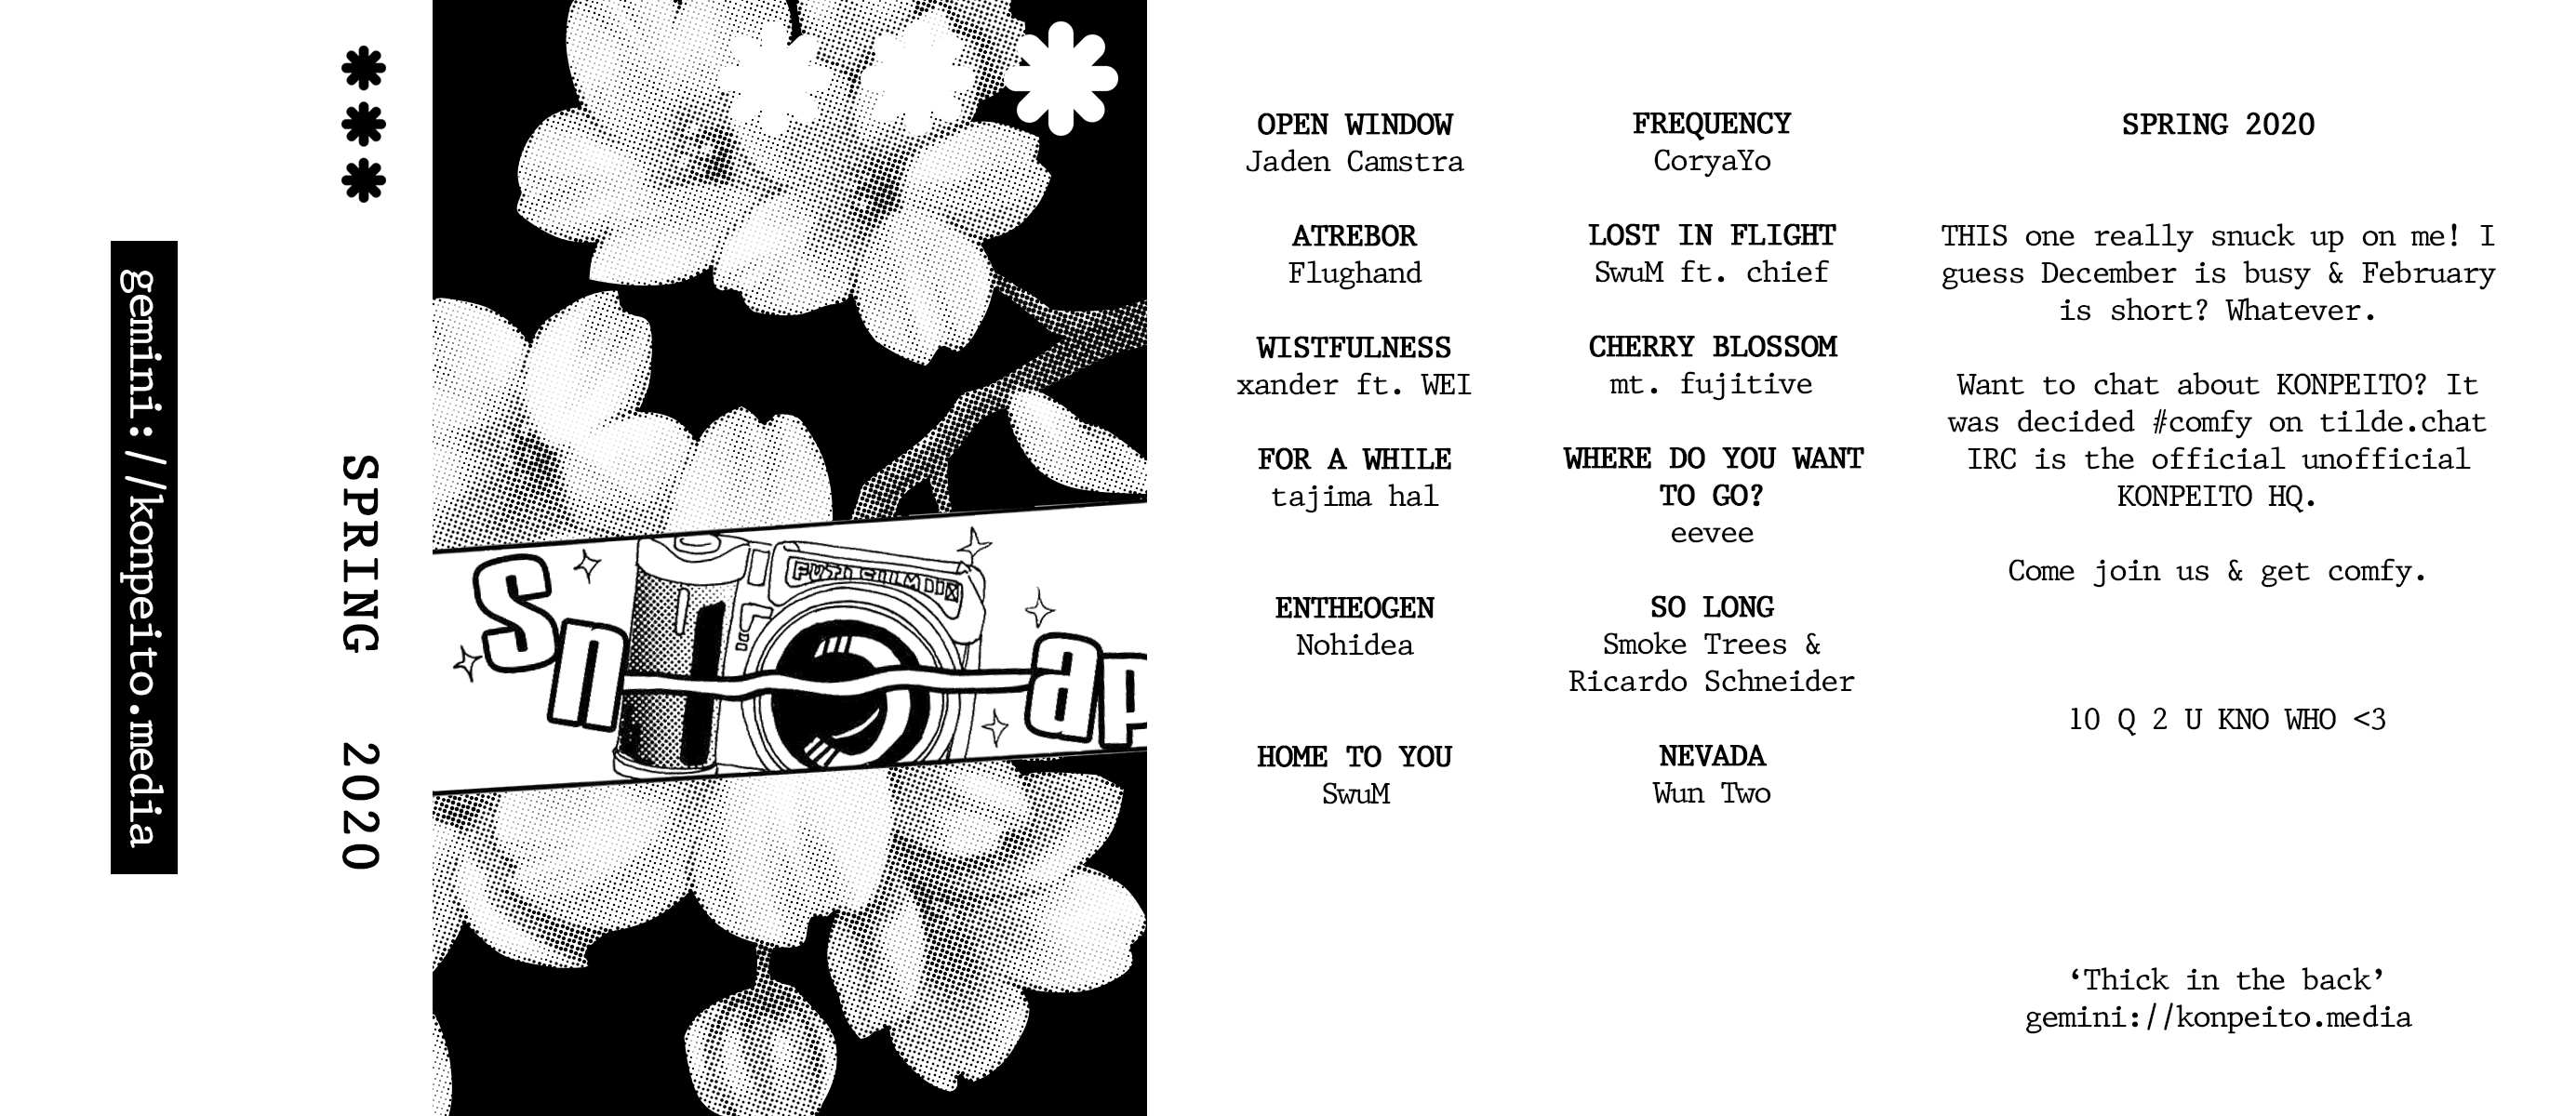 gemini://konpeito.media
SPRING 2020
Sn ap
OPEN WINDOW
Jaden Camstra
ATREBOR
Flughand
WISTFULNESS
xander ft. WEI
FOR A WHILE
tajima hal
ENTHEOGEN
Nohidea
HOME TO YOU
SwuM
FREQUENCY
CoryaYo
LOST IN FLIGHT
SwuM ft. chief
CHERRY BLOSSOM
mt. fujitive
WHERE DO YOU WANT
TO GO?
eevee
SO LONG
Smoke Trees &
Ricardo Schneider
NEVADA
Wun Two
SPRING 2020
THIS one really snuck up on me! I
guess December is busy & February
is short? Whatever.
Want to chat about KONPEITO? It
was decided #comfy on tilde.chat
IRC is the official unofficial
KONPEITO HQ.
Come join us & get comfy.
10 Q 2 U KNO WHO <3
‘Thick in the back’
gemini://konpeito.media